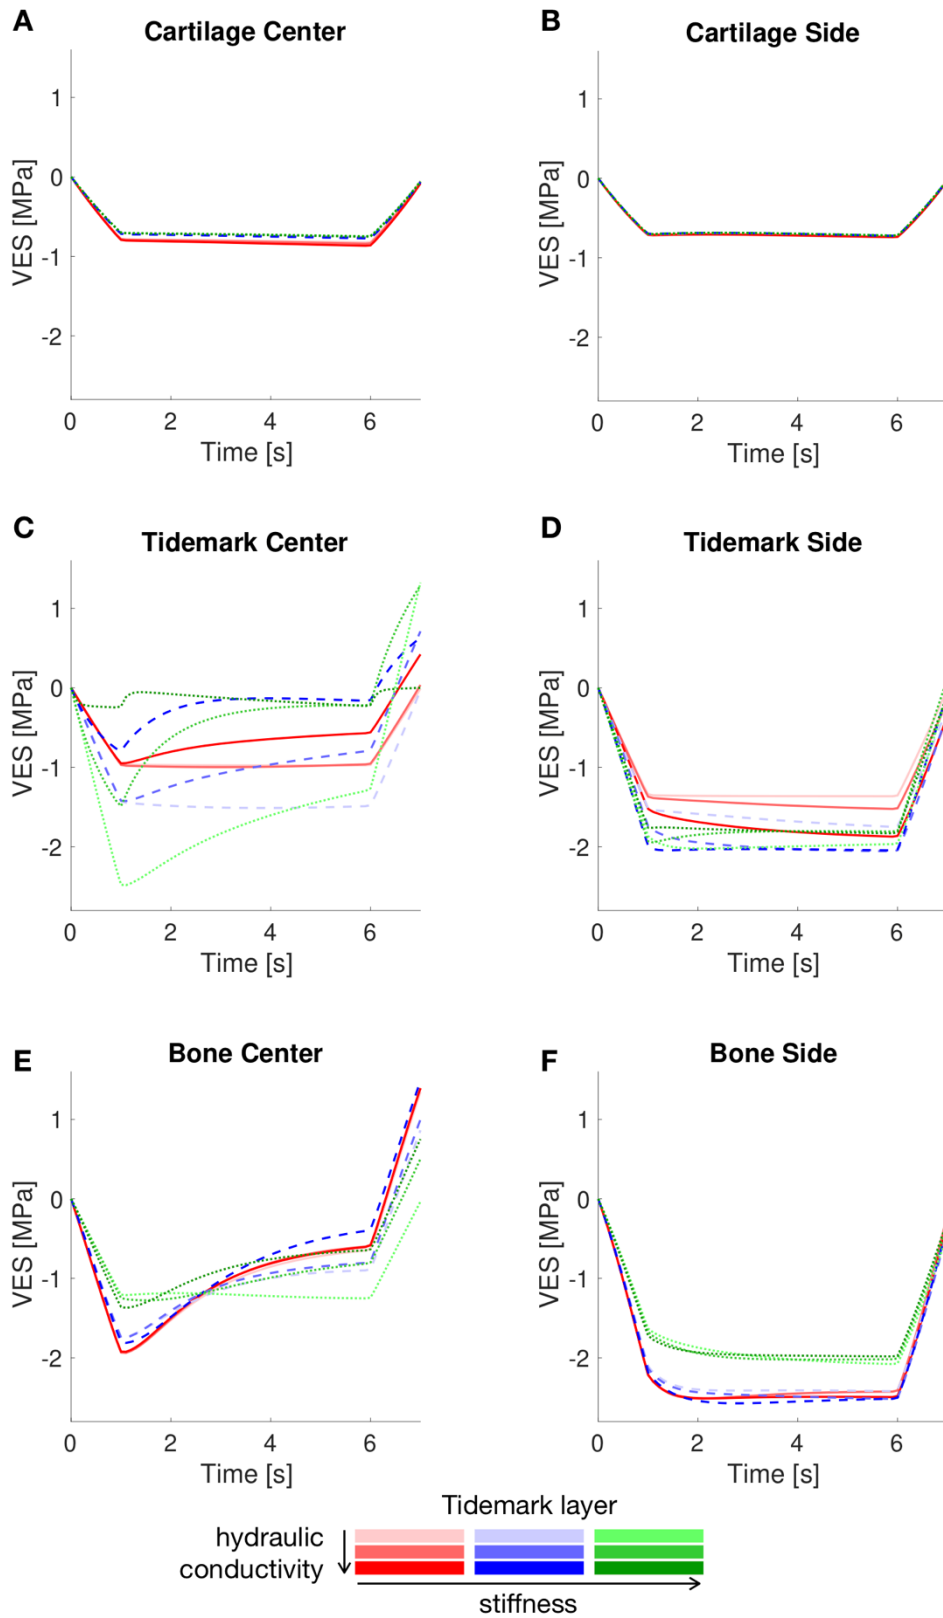 A
Cartilage Center
B
Cartilage Side
1
0
-1
-2
VES [MPa]
0 2 4 6
Time [s]
1
0
-1
-2
VES [MPa]
0 2 4 6
Time [s]
C
Tidemark Center
D
Tidemark Side
1
0
-1
-2
VES [MPa]
0 2 4 6
Time [s]
1
0
-1
-2
VES [MPa]
0 2 4 6
Time [s]
E
Bone Center
F
Bone Side
1
0
-1
-2
VES [MPa]
0 2 4 6
Time [s]
1
0
-1
-2
VES [MPa]
0 2 4 6
Time [s]
Tidemark layer
hydraulic
conductivity
stiffness